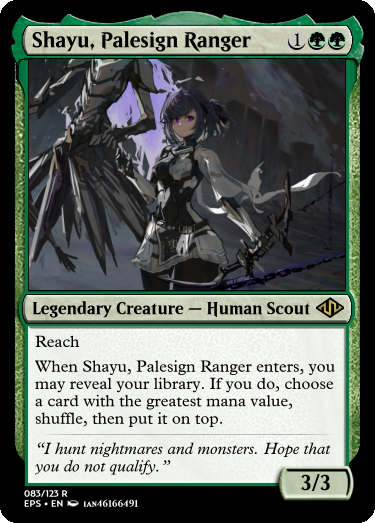 Shayu, Palesign Ranger 1
Legendary Creature — Human Scout
Reach
When Shayu, Palesign Ranger enters, you
may reveal your library. If you do, choose
a card with the greatest mana value,
shuffle, then put it on top.
“I hunt nightmares and monsters. Hope that
you do not qualify.”
3/3
083/123 R
EPS • EN IAN46166491